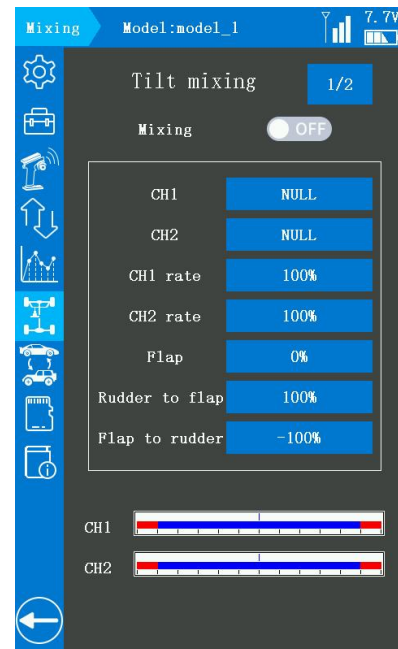 Mixing Model:model_1 7.7V
Tilt mixing 1/2
Mixing OFF
CH1 NULL
CH2 NULL
CH1 rate 100%
CH2 rate 100%
Flap 0%
Rudder to flap 100%
Flap to rudder -100%
CH1
CH2